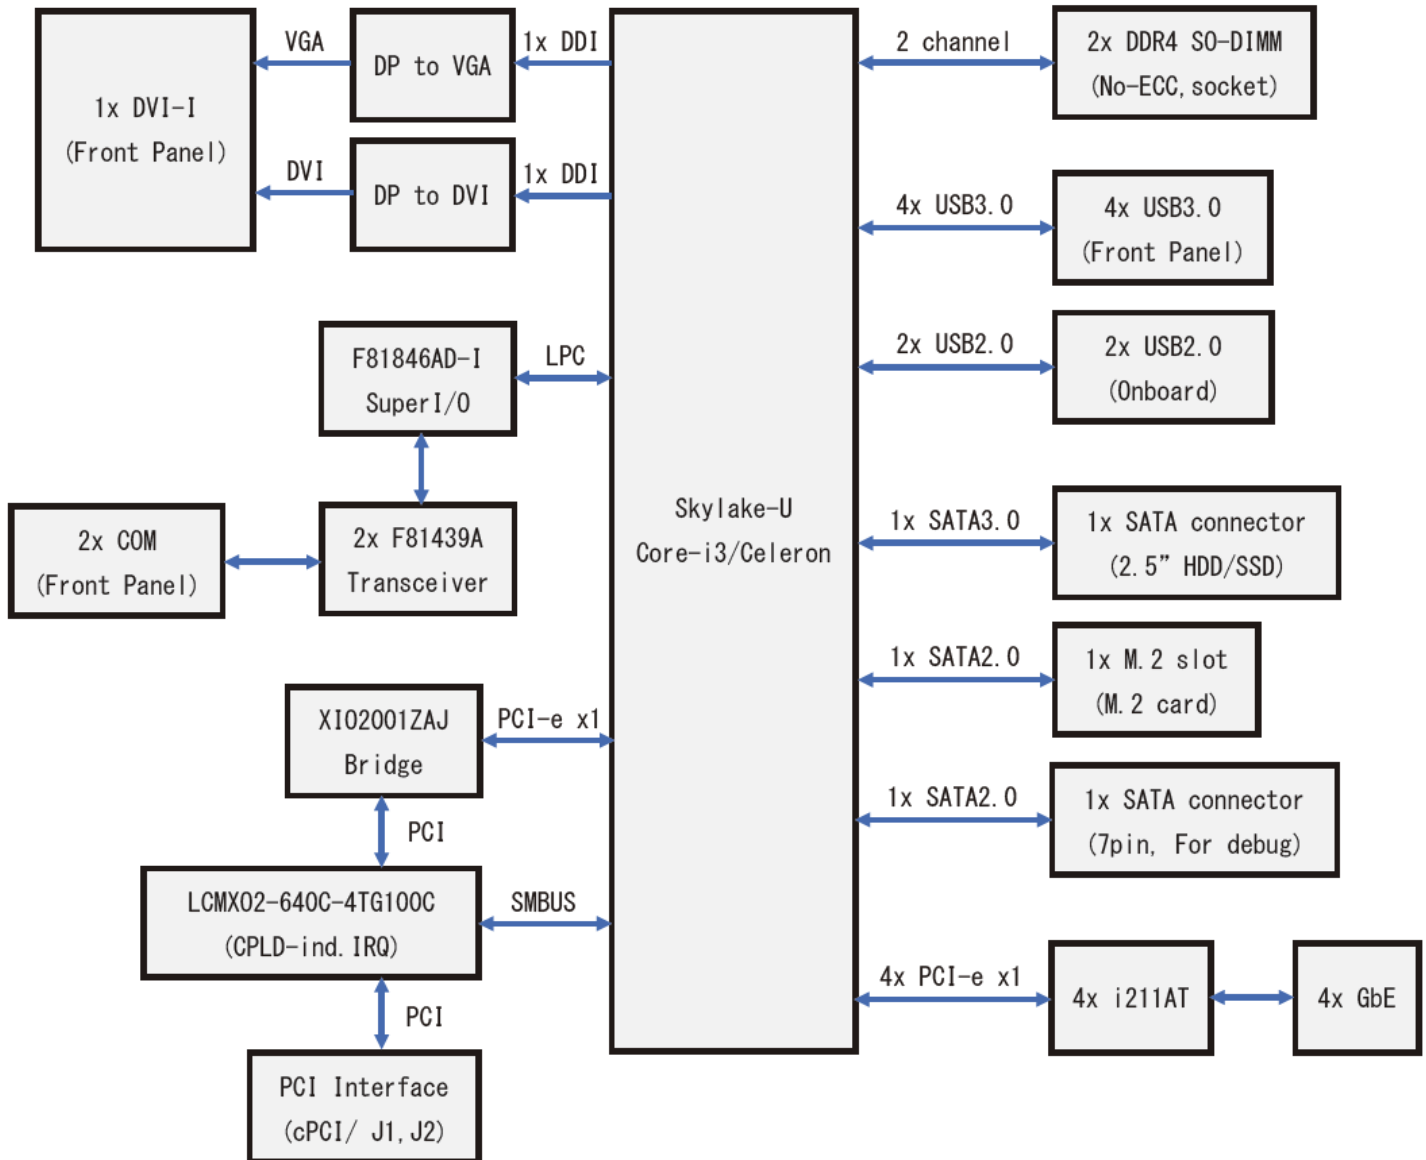 1x DVI-I
(Front Panel)
VGA
DP to VGA
1x DDI
DVI
DP to DVI
1x DDI
F81846AD-I
SuperI/O
LPC
2x COM
(Front Panel)
2x F81439A
Transceiver
XIO2001ZAJ
Bridge
PCI-e x1
PCI
LCMXO2-640C-4TG100C
(CPLD-ind.IRQ)
SMBUS
PCI
PCI Interface
(cPCI/ J1,J2)
Skylake-U
Core-i3/Celeron
2 channel
2x DDR4 SO-DIMM
(No-ECC,socket)
4x USB3.0
4x USB3.0
(Front Panel)
2x USB2.0
2x USB2.0
(Onboard)
1x SATA3.0
1x SATA connector
(2.5” HDD/SSD)
1x SATA2.0
1x M.2 slot
(M.2 card)
1x SATA2.0
1x SATA connector
(7pin, For debug)
4x PCI-e x1
4x i211AT
4x GbE